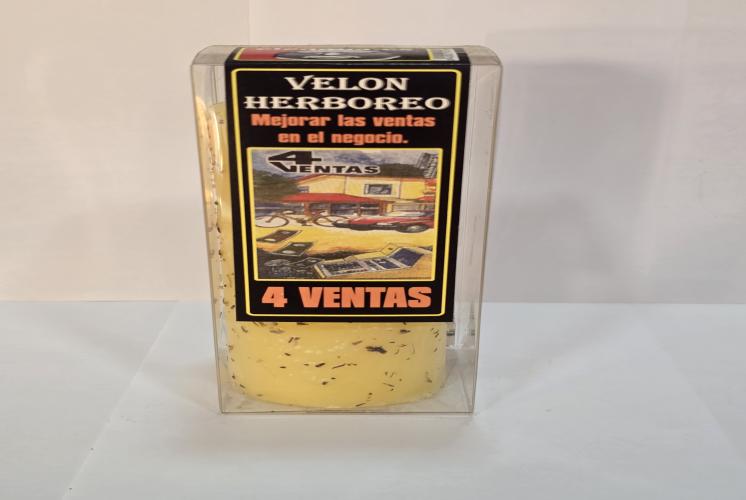 VELON
HERBOREO
Mejorar las ventas
en el negocio.
4
VENTAS
4 VENTAS